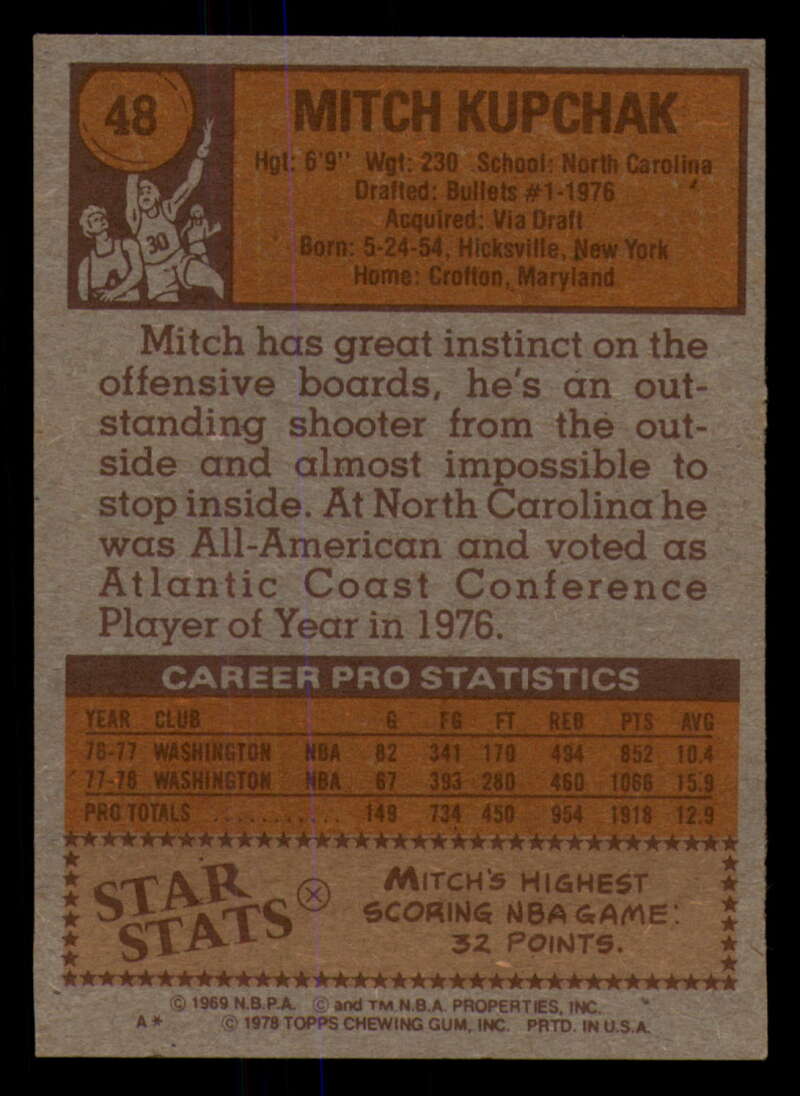 48
MITCH KUPCHAK
Hgt: 6'9" Wgt: 230 School: North Carolina
Drafted: Bullets #1-1976
Acquired: Via Draft
Born: 5-24-54, Hicksville, New York
Home: Crofton, Maryland
30
Mitch has great instinct on the
offensive boards, he's an out-
standing shooter from the out-
side and almost impossible to
stop inside. At North Carolina he
was All-American and voted as
Atlantic Coast Conference
Player of Year in 1976.
CAREER PRO STATISTICS
YEAR CLUB G FG FT REB PTS AVG
76-77 WASHINGTON NBA 82 341 170 494 852 10.4
77-78 WASHINGTON NBA 67 393 280 460 1066 15.9
PRO TOTALS ........... 149 734 450 954 1918 12.9
STAR STATS
MITCH'S HIGHEST
SCORING NBA GAME:
32 POINTS.
© 1969 N.B.P.A. © and TM N.B.A. PROPERTIES, INC.
A* © 1978 TOPPS CHEWING GUM, INC. PRTD. IN U.S.A.